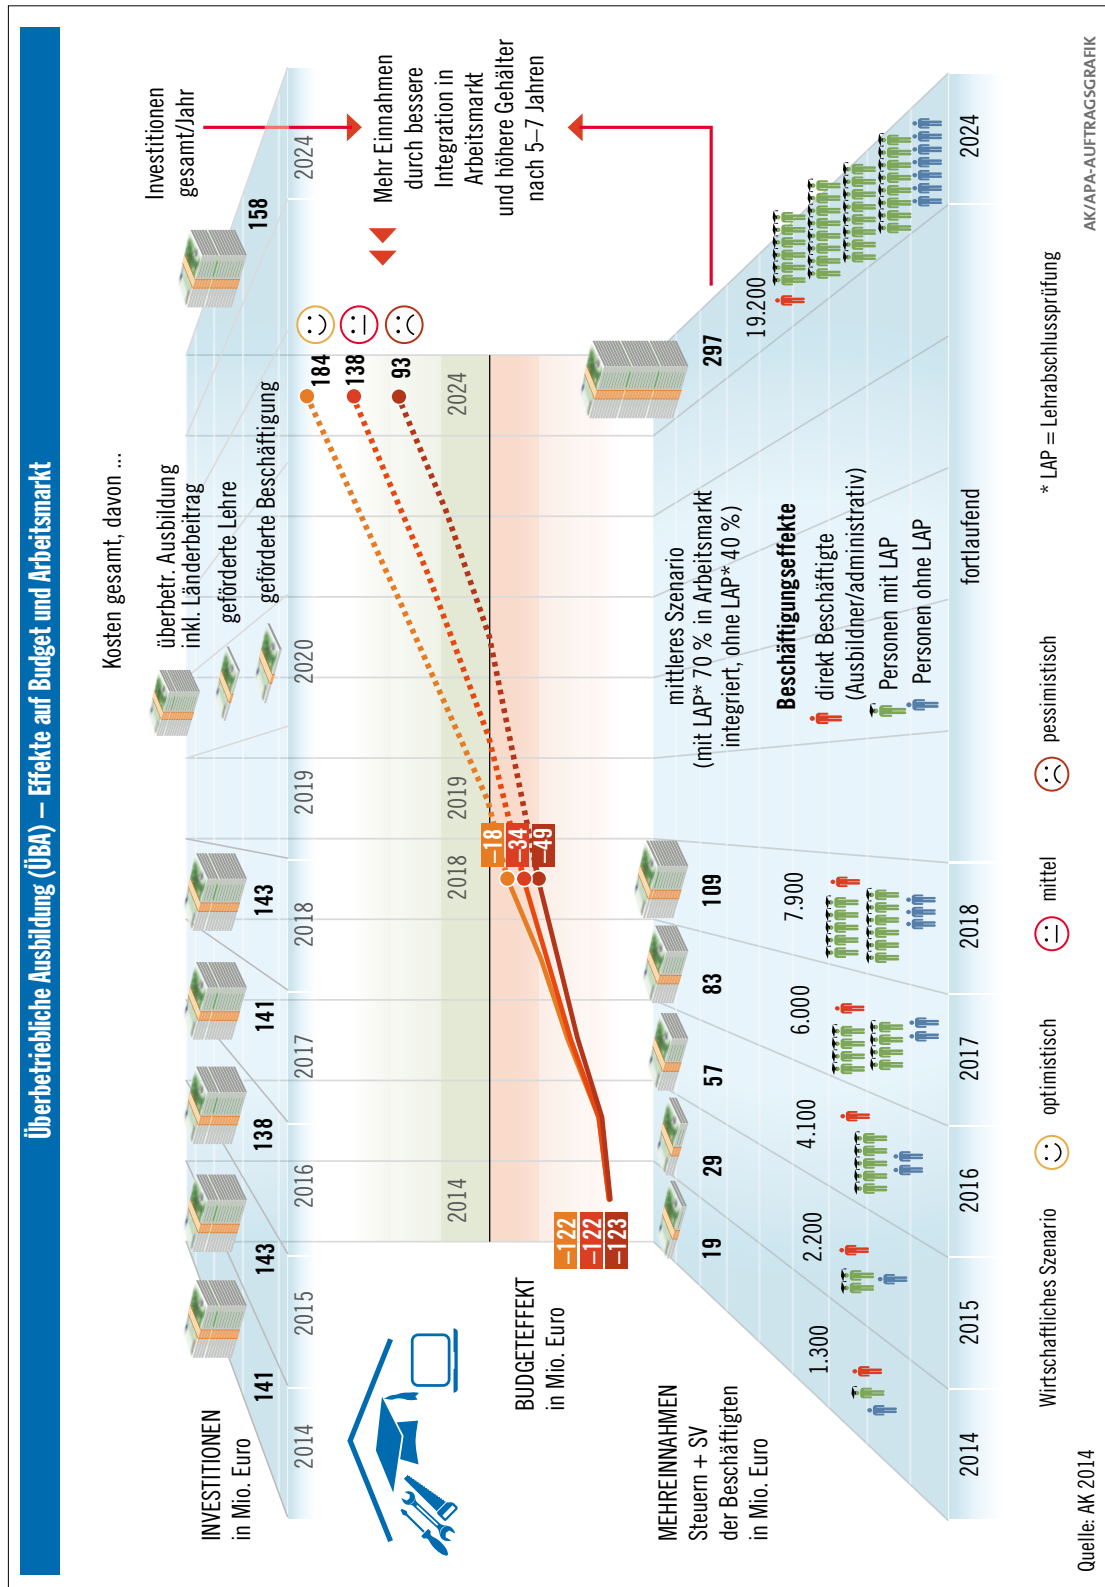 Überbetriebliche Ausbildung (ÜBA) – Effekte auf Budget und Arbeitsmarkt
INVESTITIONEN
in Mio. Euro
Kosten gesamt, davon ...
überbetr. Ausbildung
inkl. Länderbeitrag
geförderte Lehre
geförderte Beschäftigung
Investitionen
gesamt/Jahr
141
143
138
141
143
158
2014
2015
2016
2017
2018
2019
2020
2024
Mehr Einnahmen
durch bessere
Integration in
Arbeitsmarkt
und höhere Gehälter
nach 5–7 Jahren
184
138
93
2014
2018
2019
2024
–18
–34
–49
–122
–122
–123
BUDGETEFFEKT
in Mio. Euro
MEHREINNAHMEN
Steuern + SV
der Beschäftigten
in Mio. Euro
19
29
57
83
109
297
mittleres Szenario
(mit LAP* 70 % in Arbeitsmarkt
integriert, ohne LAP* 40 %)
Beschäftigungseffekte
direkt Beschäftigte
(Ausbildner/administrativ)
Personen mit LAP
Personen ohne LAP
1.300
2.200
4.100
6.000
7.900
19.200
2014
2015
2016
2017
2018
fortlaufend
2024
Wirtschaftliches Szenario
optimistisch
mittel
pessimistisch
* LAP = Lehrabschlussprüfung
Quelle: AK 2014
AK/APA-AUFTRAGSGRAFIK